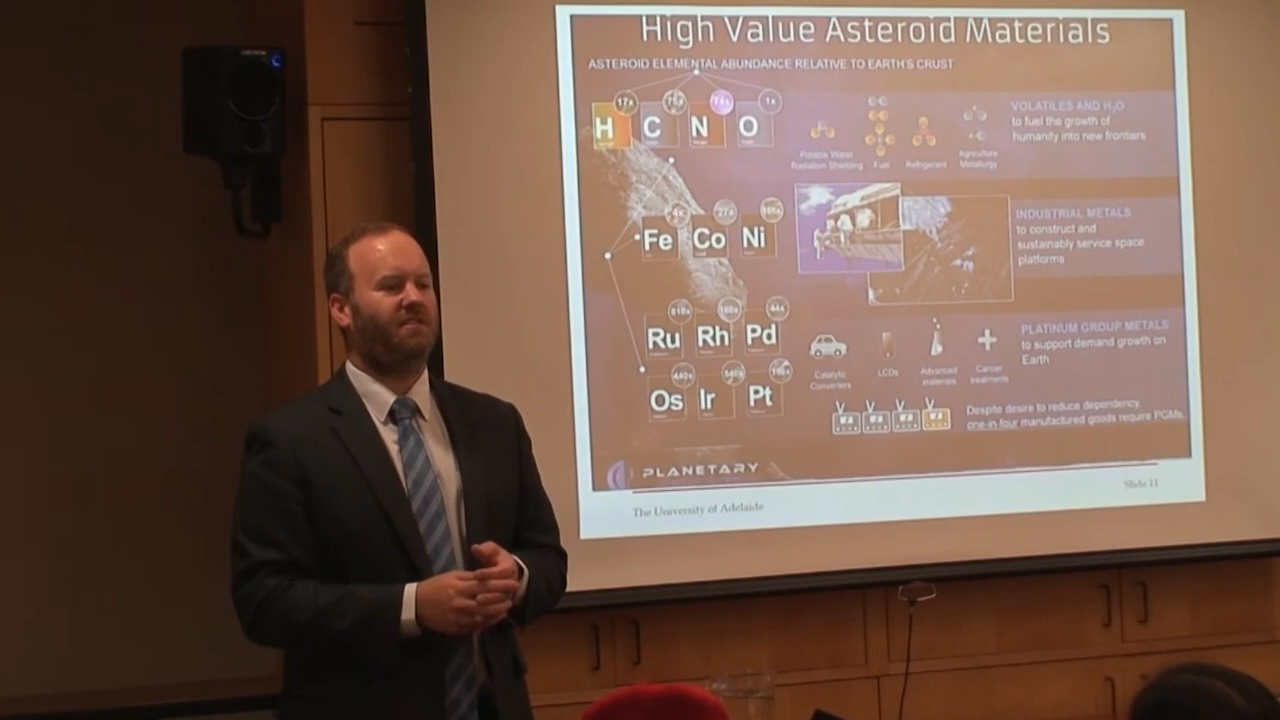 High Value Asteroid Materials
ASTEROID ELEMENTAL ABUNDANCE RELATIVE TO EARTH'S CRUST
17x
1x
H
C
N
O
Potable Water
Radiation Shielding
Fuel
Refrigerant
Agriculture
Metallurgy
VOLATILES AND H₂O
to fuel the growth of
humanity into new frontiers
4x
27x
Fe
Co
Ni
INDUSTRIAL METALS
to construct and
sustainably service space
platforms
44x
Ru
Rh
Pd
440x
Os
Ir
Pt
Catalytic
Converters
LCDs
Advanced
materials
Cancer
treatments
PLATINUM GROUP METALS
to support demand growth on
Earth
Despite desire to reduce dependency,
one-in-four manufactured goods require PGMs.
PLANETARY
The University of Adelaide
Slide 11